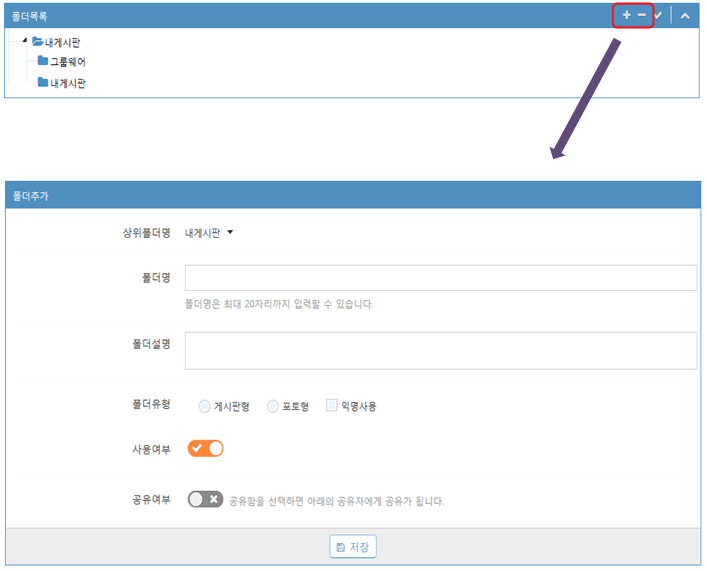 폴더목록
내게시판
그룹웨어
내게시판
폴더추가
상위폴더명 내게시판
폴더명
폴더명은 최대 20자리까지 입력할 수 있습니다.
폴더설명
폴더유형 게시판형 포토형 익명사용
사용여부
공유여부 공유함을 선택하면 아래의 공유자에게 공유가 됩니다.
저장